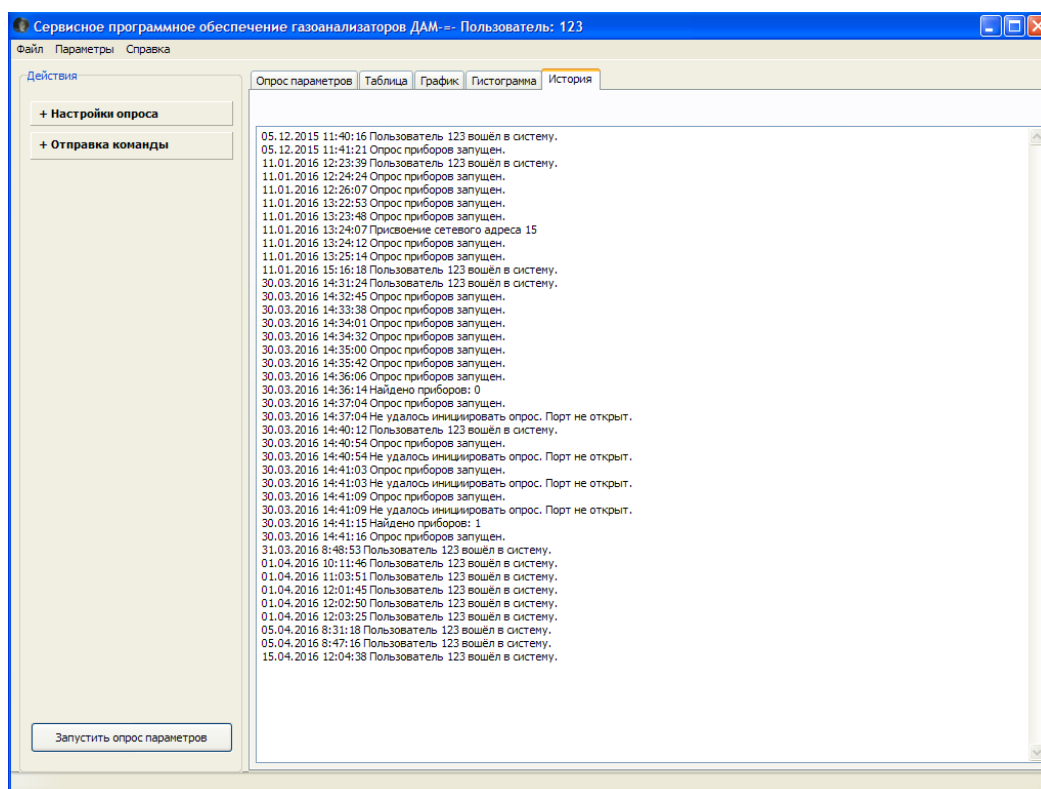 Сервисное программное обеспечение газоанализаторов ДАМ-=- Пользователь: 123
Файл Параметры Справка
Действия
+ Настройки опроса
+ Отправка команды
Запустить опрос параметров
Опрос параметров Таблица График Гистограмма История
05.12.2015 11:40:16 Пользователь 123 вошёл в систему.
05.12.2015 11:41:21 Опрос приборов запущен.
11.01.2016 12:23:39 Пользователь 123 вошёл в систему.
11.01.2016 12:24:24 Опрос приборов запущен.
11.01.2016 12:26:07 Опрос приборов запущен.
11.01.2016 13:22:53 Опрос приборов запущен.
11.01.2016 13:23:48 Опрос приборов запущен.
11.01.2016 13:24:07 Присвоение сетевого адреса 15
11.01.2016 13:24:12 Опрос приборов запущен.
11.01.2016 13:25:14 Опрос приборов запущен.
11.01.2016 15:16:18 Пользователь 123 вошёл в систему.
30.03.2016 14:31:24 Пользователь 123 вошёл в систему.
30.03.2016 14:32:45 Опрос приборов запущен.
30.03.2016 14:33:38 Опрос приборов запущен.
30.03.2016 14:34:01 Опрос приборов запущен.
30.03.2016 14:34:32 Опрос приборов запущен.
30.03.2016 14:35:00 Опрос приборов запущен.
30.03.2016 14:35:42 Опрос приборов запущен.
30.03.2016 14:36:06 Опрос приборов запущен.
30.03.2016 14:36:14 Найдено приборов: 0
30.03.2016 14:37:04 Опрос приборов запущен.
30.03.2016 14:37:04 Не удалось инициировать опрос. Порт не открыт.
30.03.2016 14:40:12 Пользователь 123 вошёл в систему.
30.03.2016 14:40:54 Опрос приборов запущен.
30.03.2016 14:40:54 Не удалось инициировать опрос. Порт не открыт.
30.03.2016 14:41:03 Опрос приборов запущен.
30.03.2016 14:41:03 Не удалось инициировать опрос. Порт не открыт.
30.03.2016 14:41:09 Опрос приборов запущен.
30.03.2016 14:41:09 Не удалось инициировать опрос. Порт не открыт.
30.03.2016 14:41:15 Найдено приборов: 1
30.03.2016 14:41:16 Опрос приборов запущен.
31.03.2016 8:48:53 Пользователь 123 вошёл в систему.
01.04.2016 10:11:46 Пользователь 123 вошёл в систему.
01.04.2016 11:03:51 Пользователь 123 вошёл в систему.
01.04.2016 12:01:45 Пользователь 123 вошёл в систему.
01.04.2016 12:02:50 Пользователь 123 вошёл в систему.
01.04.2016 12:03:25 Пользователь 123 вошёл в систему.
05.04.2016 8:31:18 Пользователь 123 вошёл в систему.
05.04.2016 8:47:16 Пользователь 123 вошёл в систему.
15.04.2016 12:04:38 Пользователь 123 вошёл в систему.